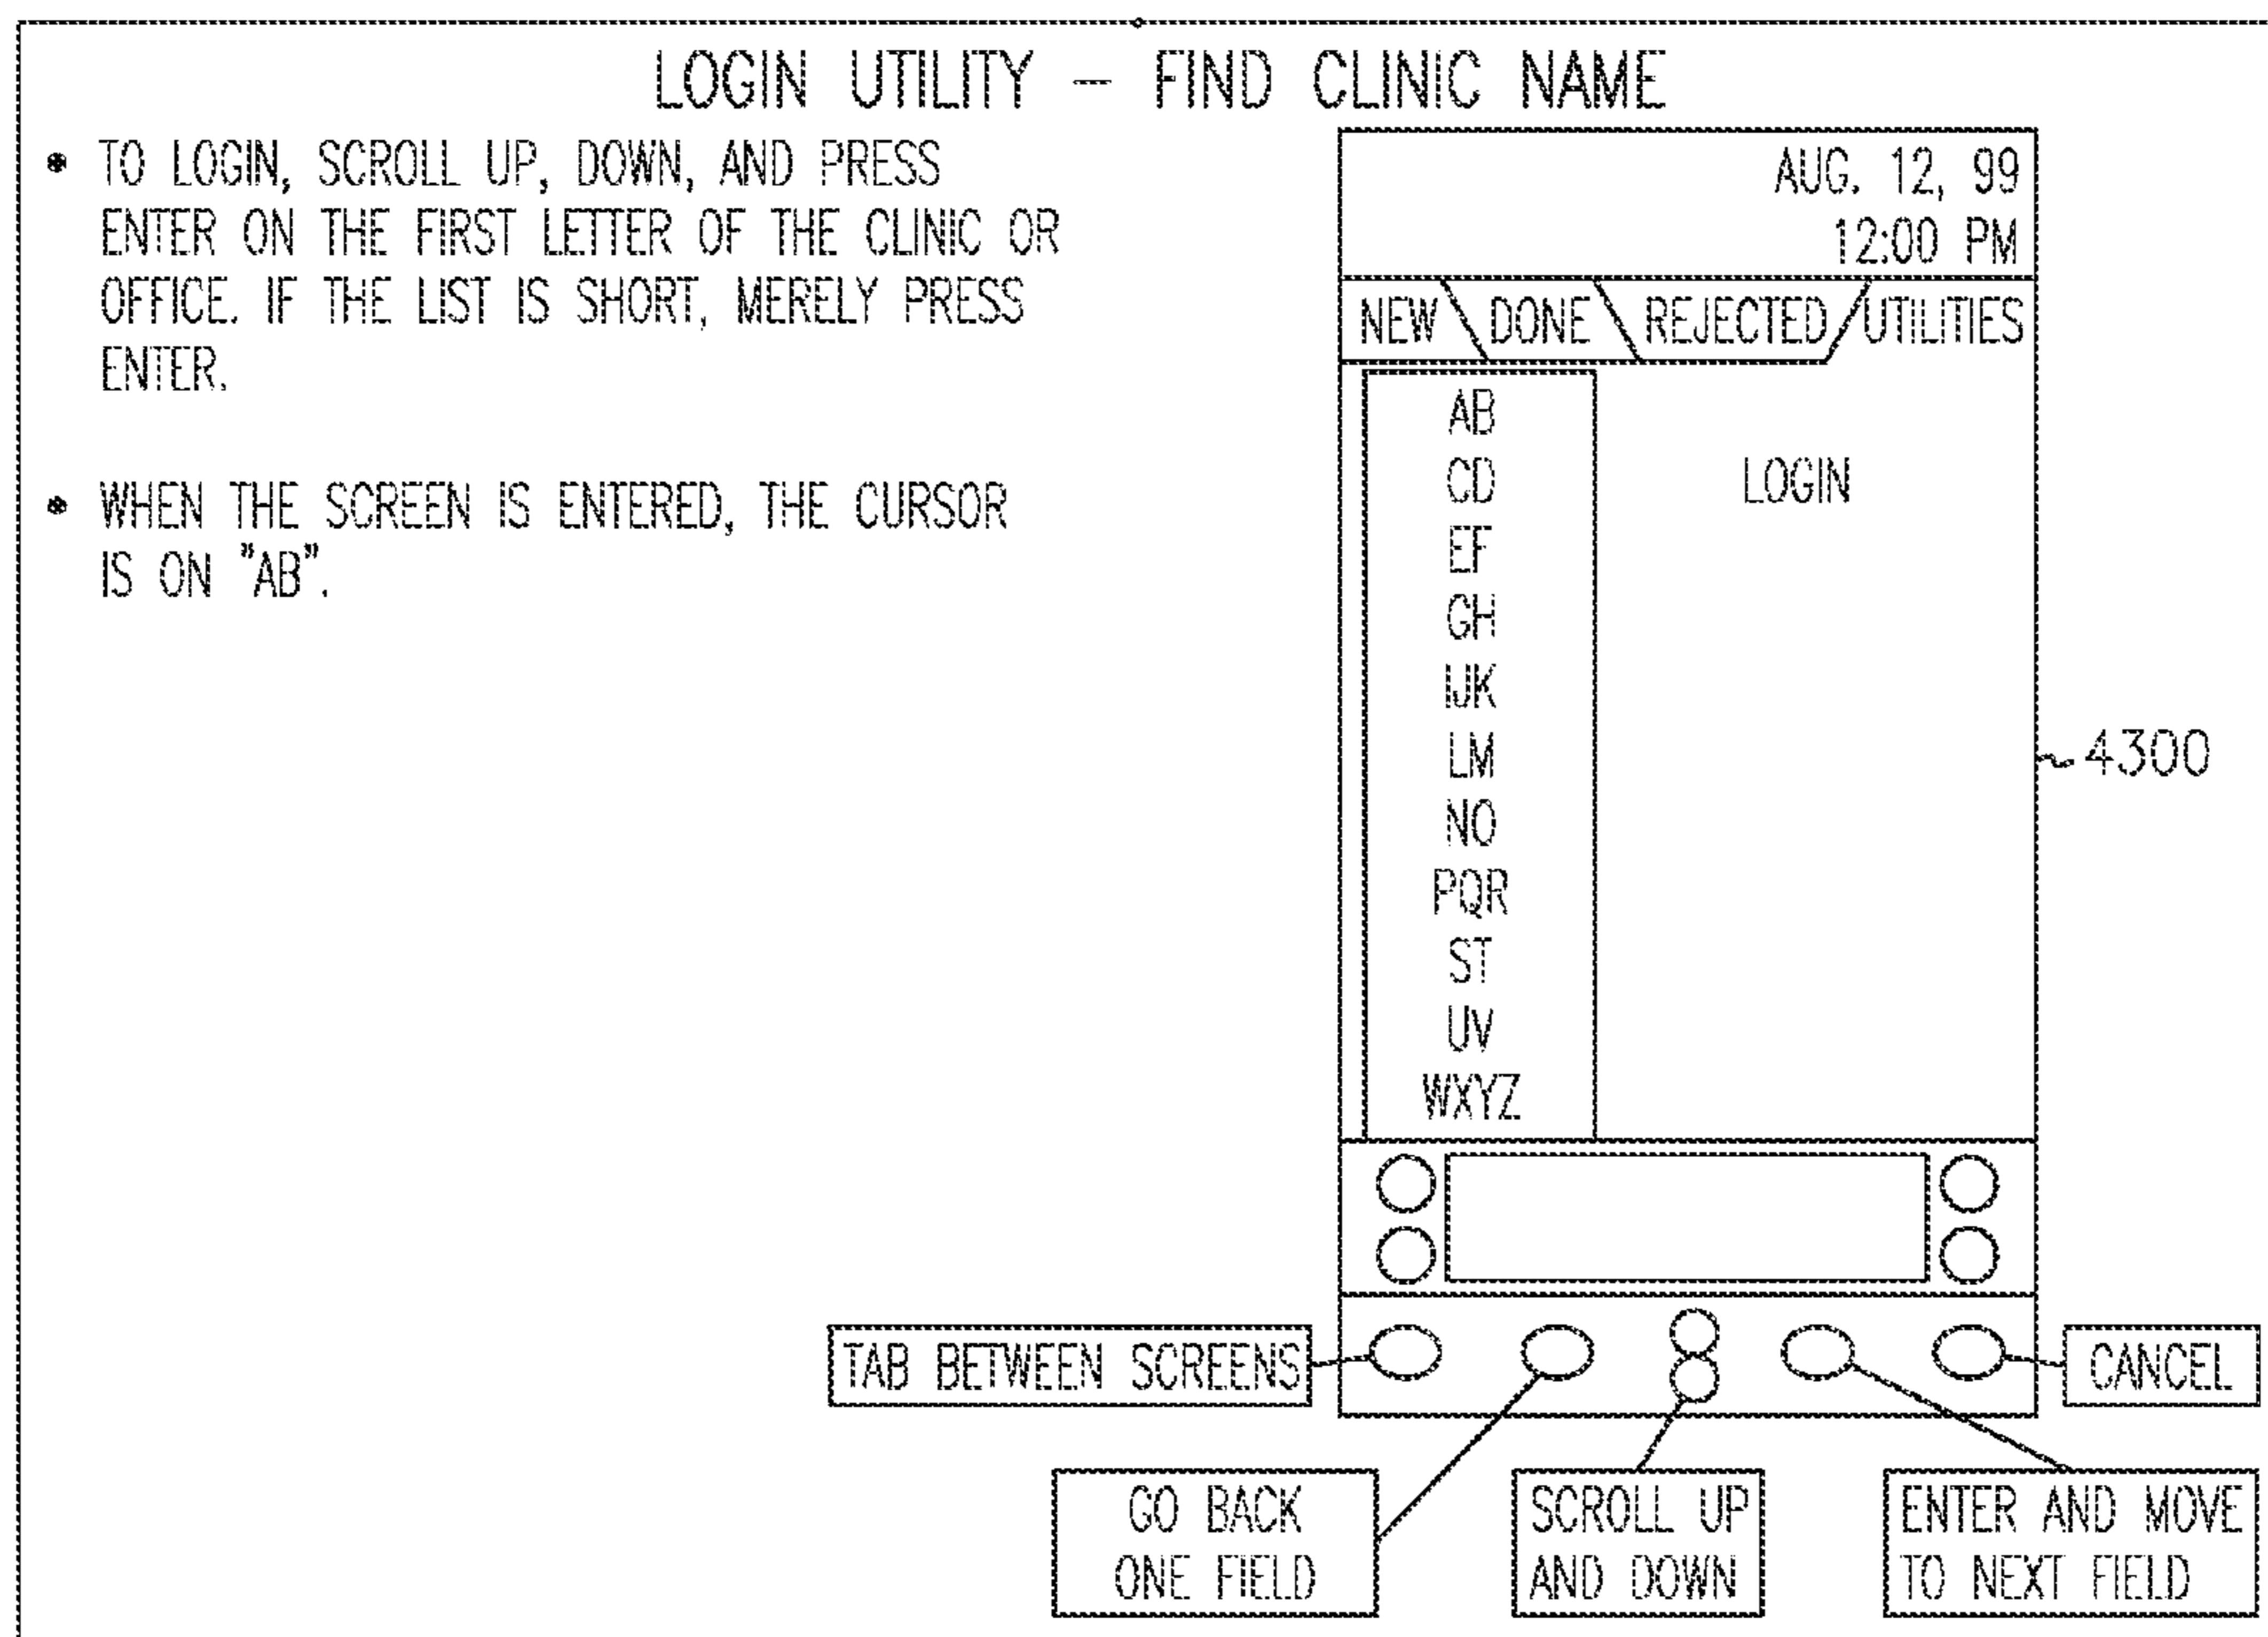 LOGIN UTILITY – FIND CLINIC NAME
• TO LOGIN, SCROLL UP, DOWN, AND PRESS
ENTER ON THE FIRST LETTER OF THE CLINIC OR
OFFICE. IF THE LIST IS SHORT, MERELY PRESS
ENTER.
• WHEN THE SCREEN IS ENTERED, THE CURSOR
IS ON "AB".
AUG. 12, 99
12:00 PM
NEW DONE REJECTED UTILITIES
AB
CD
EF
GH
IJK
LM
NO
PQR
ST
UV
WXYZ
LOGIN
4300
TAB BETWEEN SCREENS
CANCEL
GO BACK
ONE FIELD
SCROLL UP
AND DOWN
ENTER AND MOVE
TO NEXT FIELD